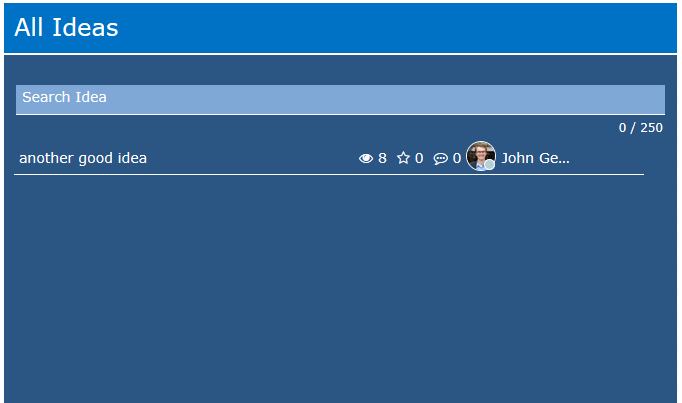 All Ideas
Search Idea
0 / 250
another good idea 8 0 0 John Ge...